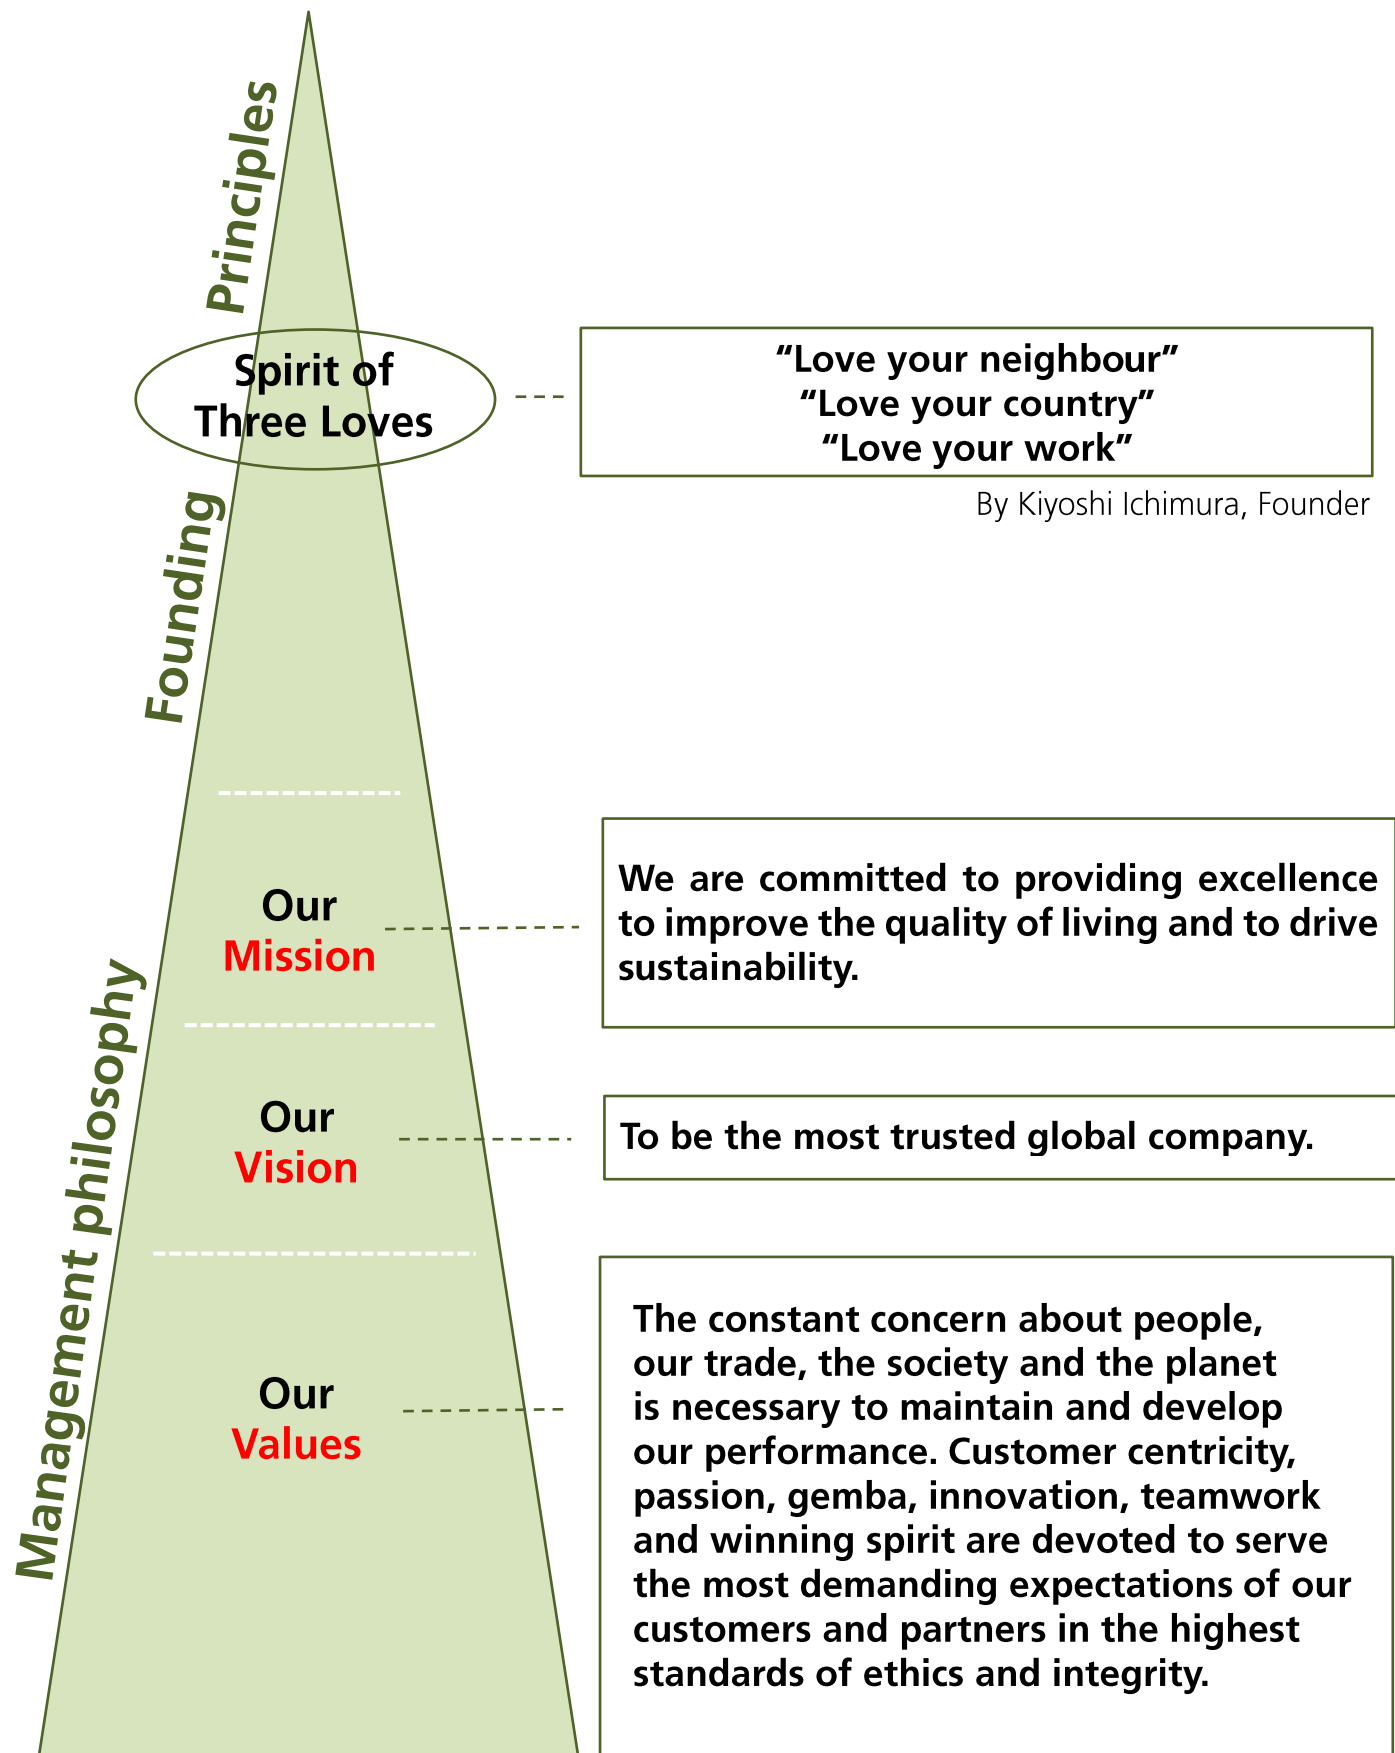 Founding Principles
Spirit of
Three Loves
“Love your neighbour”
“Love your country”
“Love your work”
By Kiyoshi Ichimura, Founder
Management philosophy
Our
Mission
We are committed to providing excellence
to improve the quality of living and to drive
sustainability.
Our
Vision
To be the most trusted global company.
Our
Values
The constant concern about people,
our trade, the society and the planet
is necessary to maintain and develop
our performance. Customer centricity,
passion, gemba, innovation, teamwork
and winning spirit are devoted to serve
the most demanding expectations of our
customers and partners in the highest
standards of ethics and integrity.